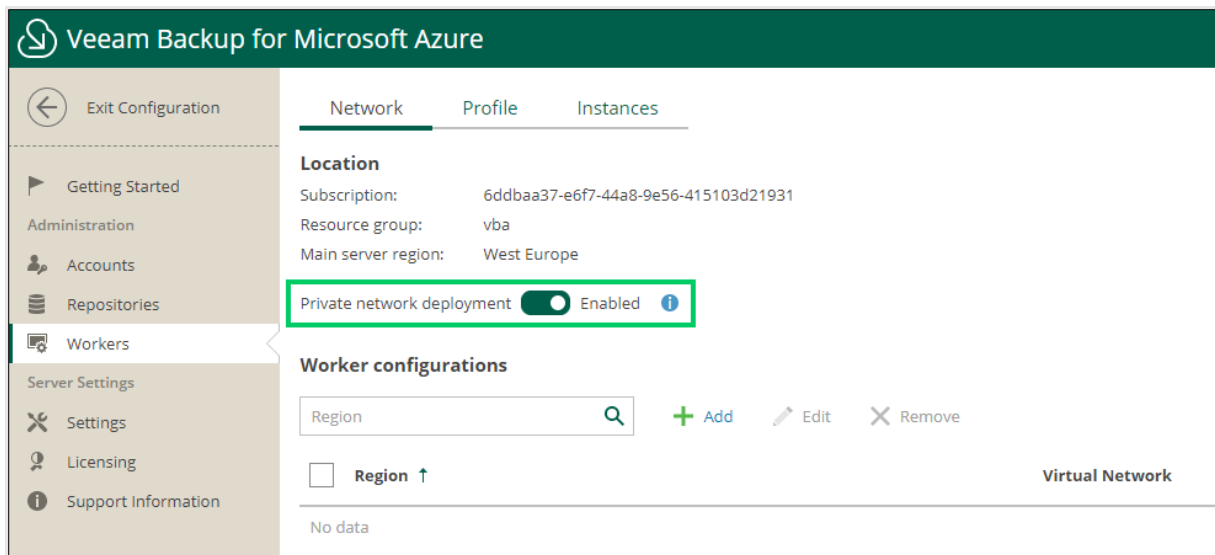 Veeam Backup for Microsoft Azure
Exit Configuration
Getting Started
Administration
Accounts
Repositories
Workers
Server Settings
Settings
Licensing
Support Information
Network Profile Instances
Location
Subscription: 6ddbaa37-e6f7-44a8-9e56-415103d21931
Resource group: vba
Main server region: West Europe
Private network deployment Enabled
Worker configurations
Region Add Edit Remove
Region ↑ Virtual Network
No data